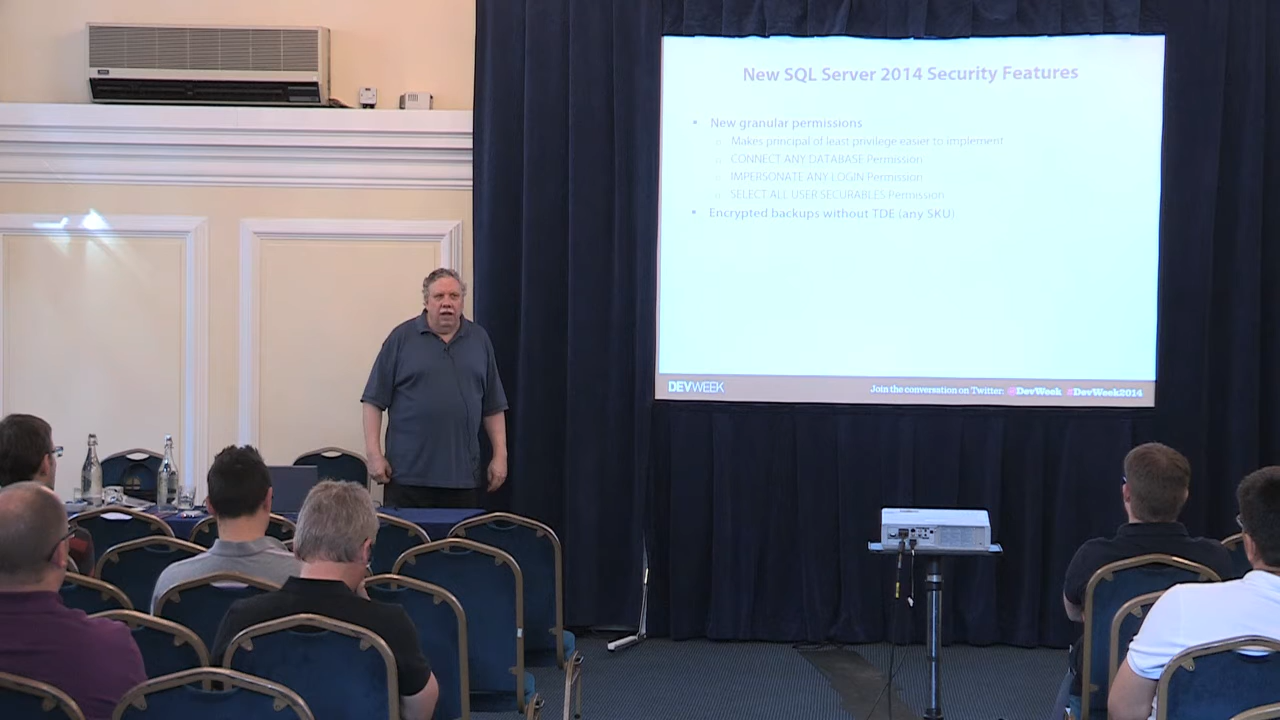 New SQL Server 2014 Security Features
▪ New granular permissions
o Makes principal of least privilege easier to implement
o CONNECT ANY DATABASE Permission
o IMPERSONATE ANY LOGIN Permission
o SELECT ALL USER SECURABLES Permission
▪ Encrypted backups without TDE (any SKU)
DEVWEEK
Join the conversation on Twitter: @DevWeek #DevWeek2014